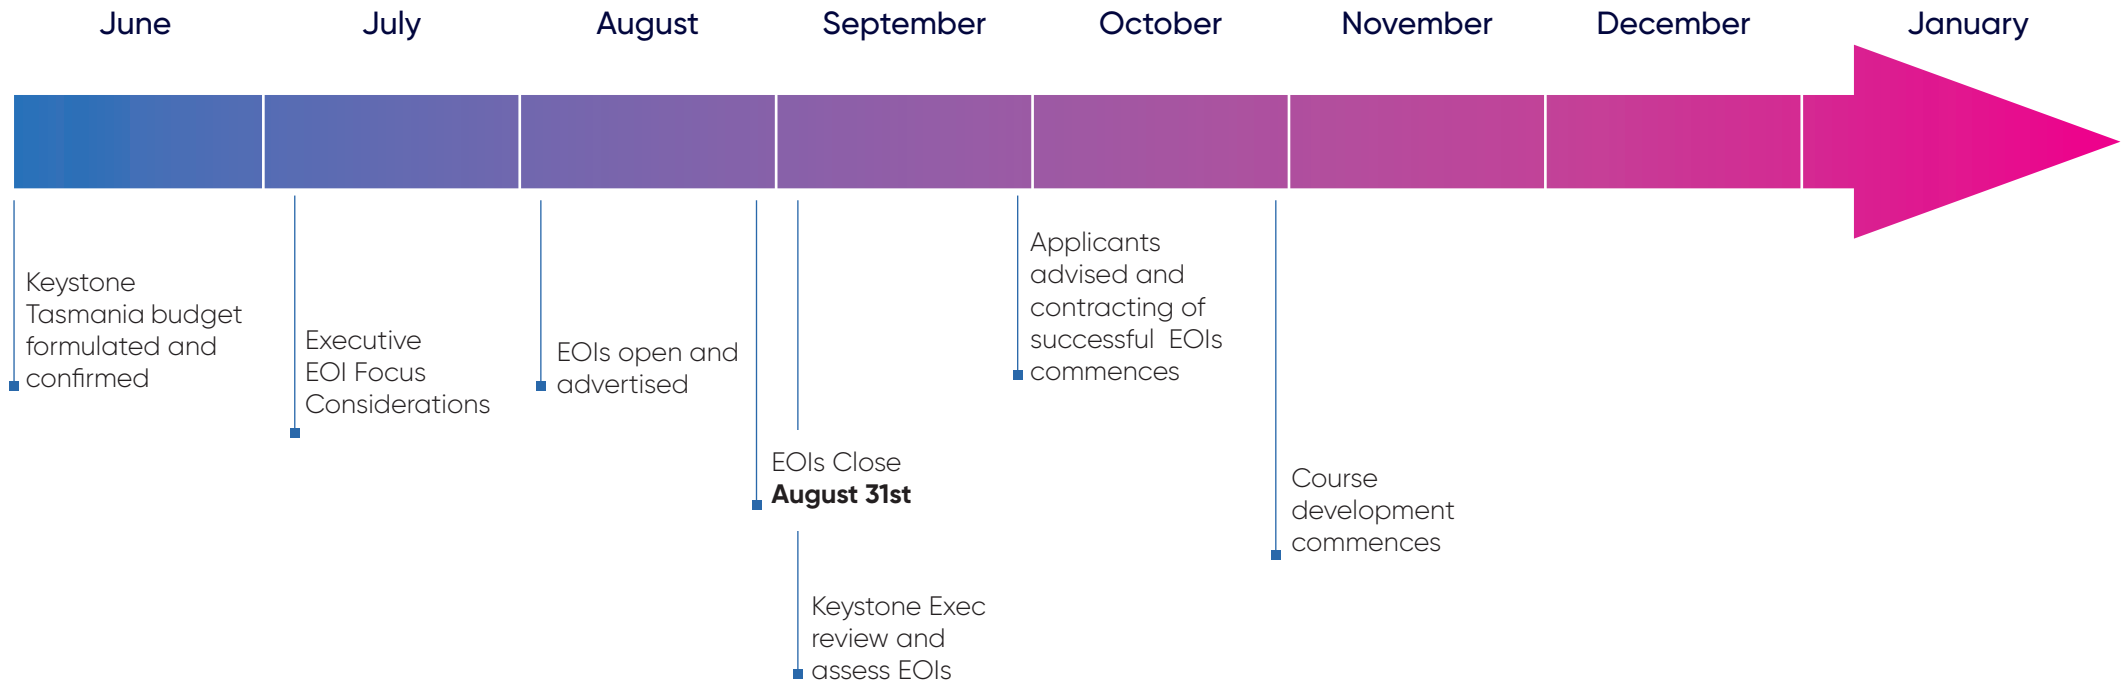 June July August September October November December January
Keystone
Tasmania budget
formulated and
confirmed
Executive
EOI Focus
Considerations
EOIs open and
advertised
EOIs Close
August 31st
Keystone Exec
review and
assess EOIs
Applicants
advised and
contracting of
successful EOIs
commences
Course
development
commences